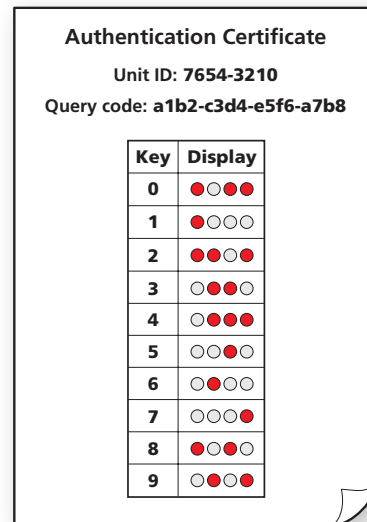 Authentication Certificate
Unit ID: 7654-3210
Query code: a1b2-c3d4-e5f6-a7b8
Key Display
0
1
2
3
4
5
6
7
8
9